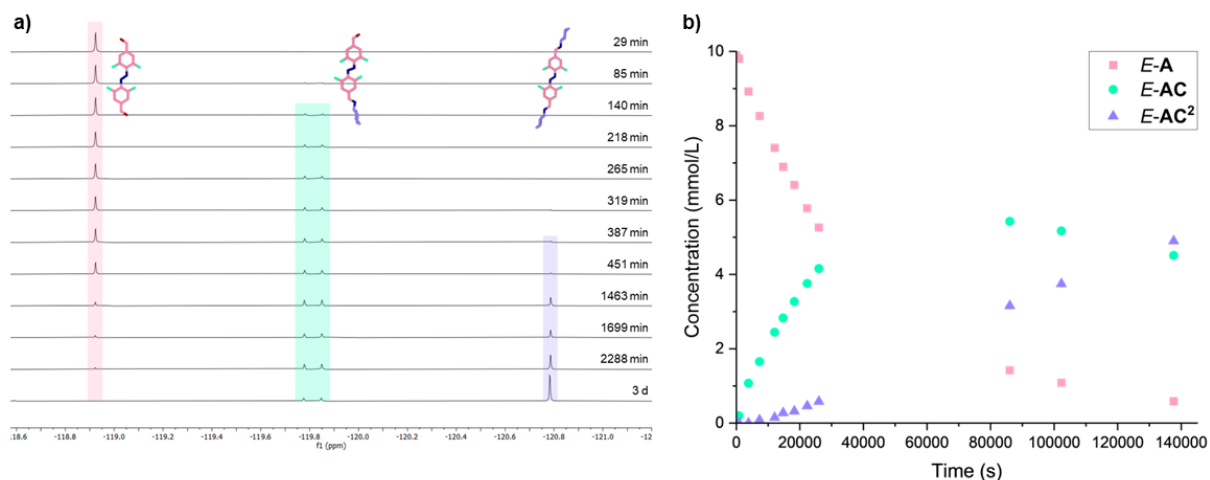 a)
29 min
85 min
140 min
218 min
265 min
319 min
387 min
451 min
1463 min
1699 min
2288 min
3 d
-118.6 -118.8 -119.0 -119.2 -119.4 -119.6 -119.8 -120.0 -120.2 -120.4 -120.6 -120.8 -121.0 -12
f1 (ppm)
b)
E-A
E-AC
E-AC²
10
8
6
4
2
0
0 20000 40000 60000 80000 100000 120000 140000
Concentration (mmol/L)
Time (s)